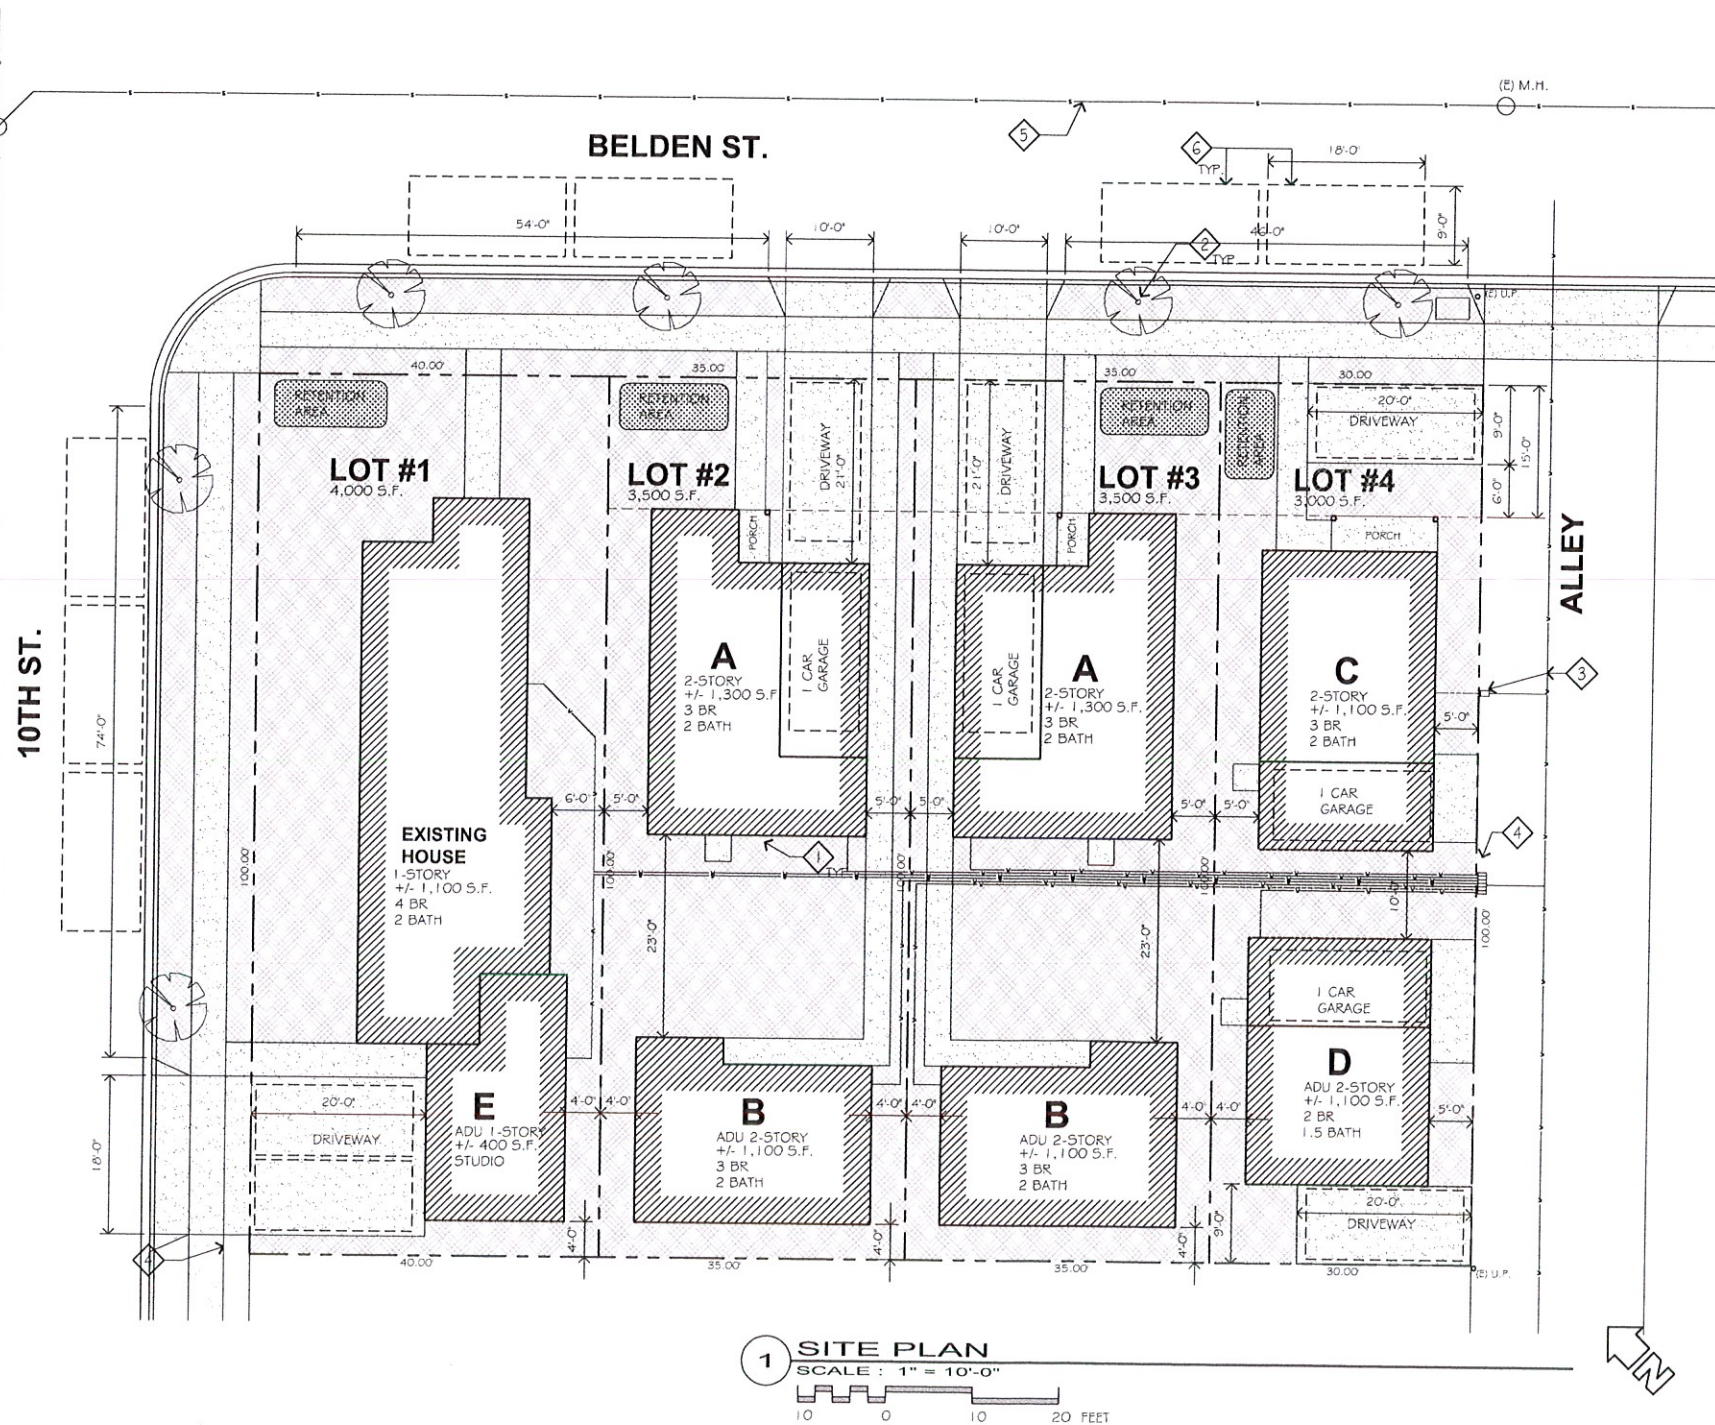 (E) M.H.
5
BELDEN ST.
6
TYP.
18'-0"
54'-0"
10'-0"
10'-0"
2
TYP.
46'-0"
9'-0"
(E) U.P.
40.00'
35.00'
35.00'
30.00'
RETENTION
AREA
RETENTION
AREA
RETENTION
AREA
RETENTION
AREA
20'-0"
DRIVEWAY
9'-0"
15'-0"
6'-0"
LOT #1
4,000 S.F.
LOT #2
3,500 S.F.
DRIVEWAY
21'-0"
21'-0"
DRIVEWAY
LOT #3
3,500 S.F.
LOT #4
3,000 S.F.
PORCH
PORCH
PORCH
ALLEY
10TH ST.
74'-0"
A
2-STORY
+/- 1,300 S.F.
3 BR
2 BATH
1 CAR
GARAGE
1 CAR
GARAGE
A
2-STORY
+/- 1,300 S.F.
3 BR
2 BATH
C
2-STORY
+/- 1,100 S.F.
3 BR
2 BATH
3
5'-0"
1 CAR
GARAGE
6'-0"
5'-0"
5'-0"
5'-0"
5'-0"
5'-0"
EXISTING
HOUSE
1-STORY
+/- 1,100 S.F.
4 BR
2 BATH
100.00'
100.00'
1
TYP.
100.00'
100.00'
4
10'-0"
100.00'
23'-0"
23'-0"
1 CAR
GARAGE
D
ADU 2-STORY
+/- 1,100 S.F.
2 BR
1.5 BATH
5'-0"
20'-0"
DRIVEWAY
18'-0"
E
ADU 1-STORY
+/- 400 S.F.
STUDIO
4'-0"
4'-0"
B
ADU 2-STORY
+/- 1,100 S.F.
3 BR
2 BATH
4'-0"
4'-0"
B
ADU 2-STORY
+/- 1,100 S.F.
3 BR
2 BATH
4'-0"
4'-0"
20'-0"
DRIVEWAY
9'-0"
4'-0"
4'-0"
4'-0"
4
40.00'
35.00'
35.00'
30.00'
(E) U.P.
1
SITE PLAN
SCALE : 1" = 10'-0"
10 0 10 20 FEET
N